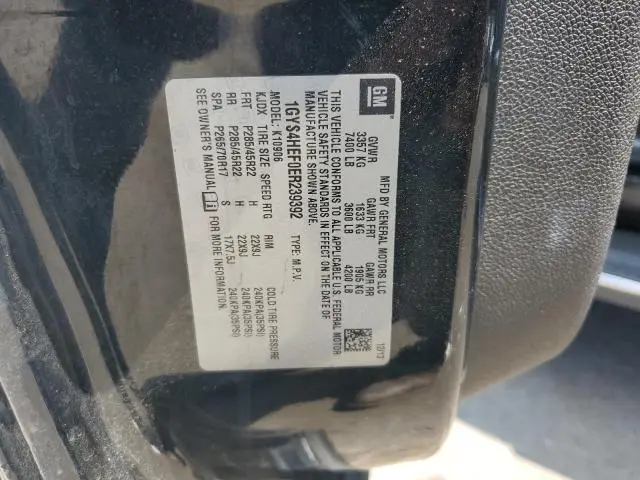 GM
MFD BY GENERAL MOTORS LLC 12/13
GVWR GAWR FRT GAWR RR
3357 KG 1633 KG 1905 KG
7400 LB 3600 LB 4200 LB
THIS VEHICLE CONFORMS TO ALL APPLICABLE U.S. FEDERAL MOTOR
VEHICLE SAFETY STANDARDS IN EFFECT ON THE DATE OF
MANUFACTURE SHOWN ABOVE.
1GYS4HEF0ER239392 TYPE: M.P.V.
MODEL: K10906
KJDX TIRE SIZE SPEED RTG RIM COLD TIRE PRESSURE
FRT P285/45R22 H 22X9J 240KPA(35PSI)
RR P285/45R22 H 22X9J 240KPA(35PSI)
SPA P265/70R17 S 17X7.5J 240KPA(35PSI)
SEE OWNER'S MANUAL FOR MORE INFORMATION.